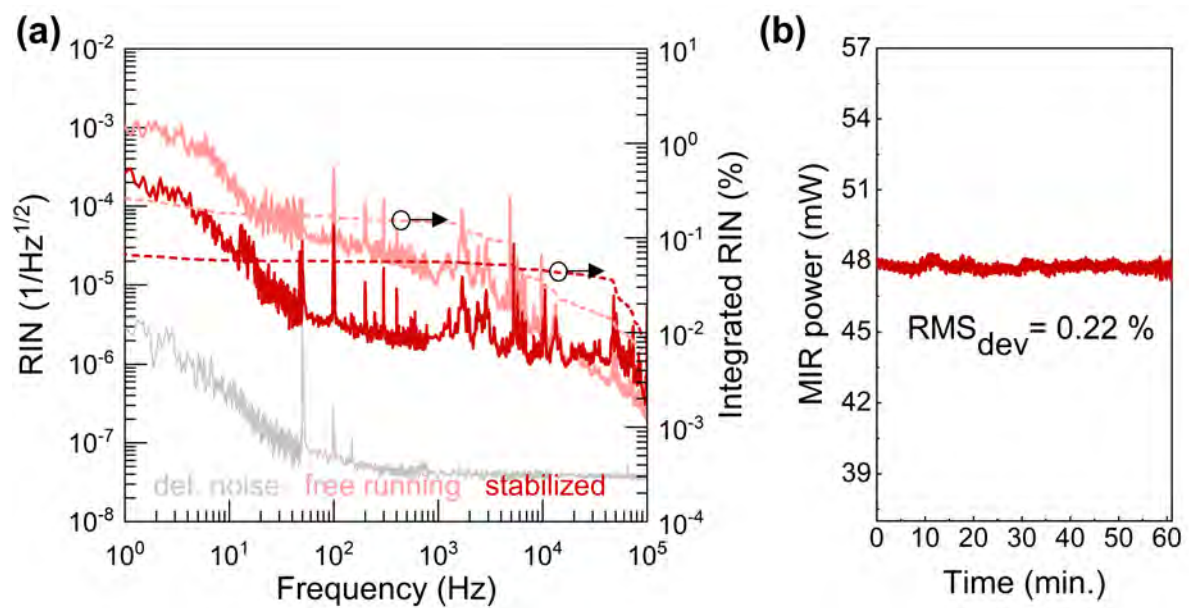 (a)
10^-2
10^-3
10^-4
10^-5
10^-6
10^-7
10^-8
RIN (1/Hz^1/2)
10^0
10^1
10^2
10^3
10^4
10^5
Frequency (Hz)
10^1
10^0
10^-1
10^-2
10^-3
10^-4
Integrated RIN (%)
det. noise free running stabilized
(b)
57
54
51
48
45
42
39
MIR power (mW)
RMS_dev = 0.22 %
0 10 20 30 40 50 60
Time (min.)